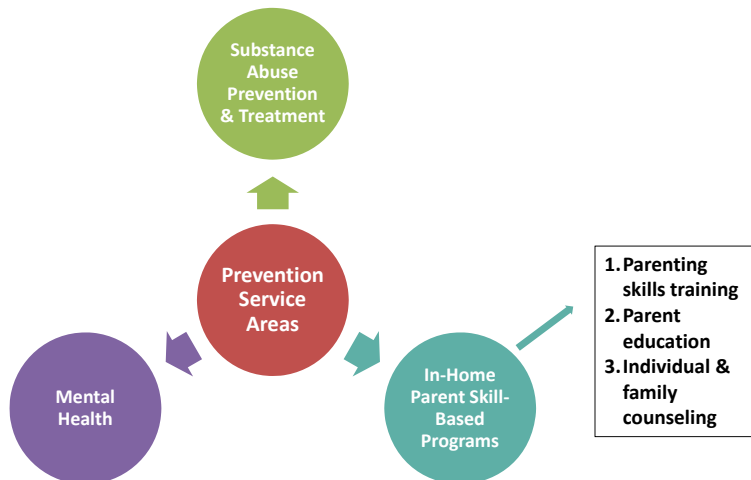 Substance
Abuse
Prevention
& Treatment
Prevention
Service
Areas
Mental
Health
In-Home
Parent Skill-
Based
Programs
1. Parenting
skills training
2. Parent
education
3. Individual &
family
counseling